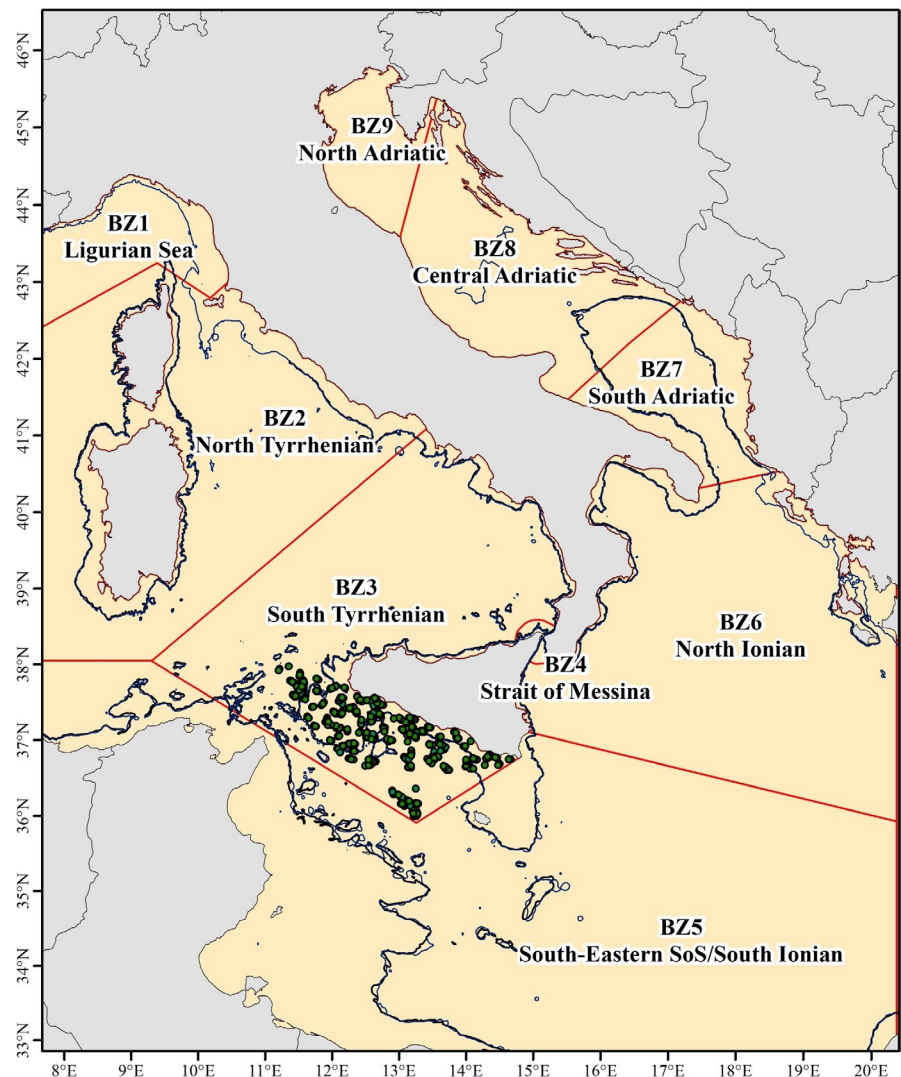 46°N
45°N
44°N
43°N
42°N
41°N
40°N
39°N
38°N
37°N
36°N
35°N
34°N
33°N
BZ9
North Adriatic
BZ1
Ligurian Sea
BZ8
Central Adriatic
BZ7
South Adriatic
BZ2
North Tyrrhenian
BZ3
South Tyrrhenian
BZ6
North Ionian
BZ4
Strait of Messina
BZ5
South-Eastern SoS/South Ionian
8°E 9°E 10°E 11°E 12°E 13°E 14°E 15°E 16°E 17°E 18°E 19°E 20°E